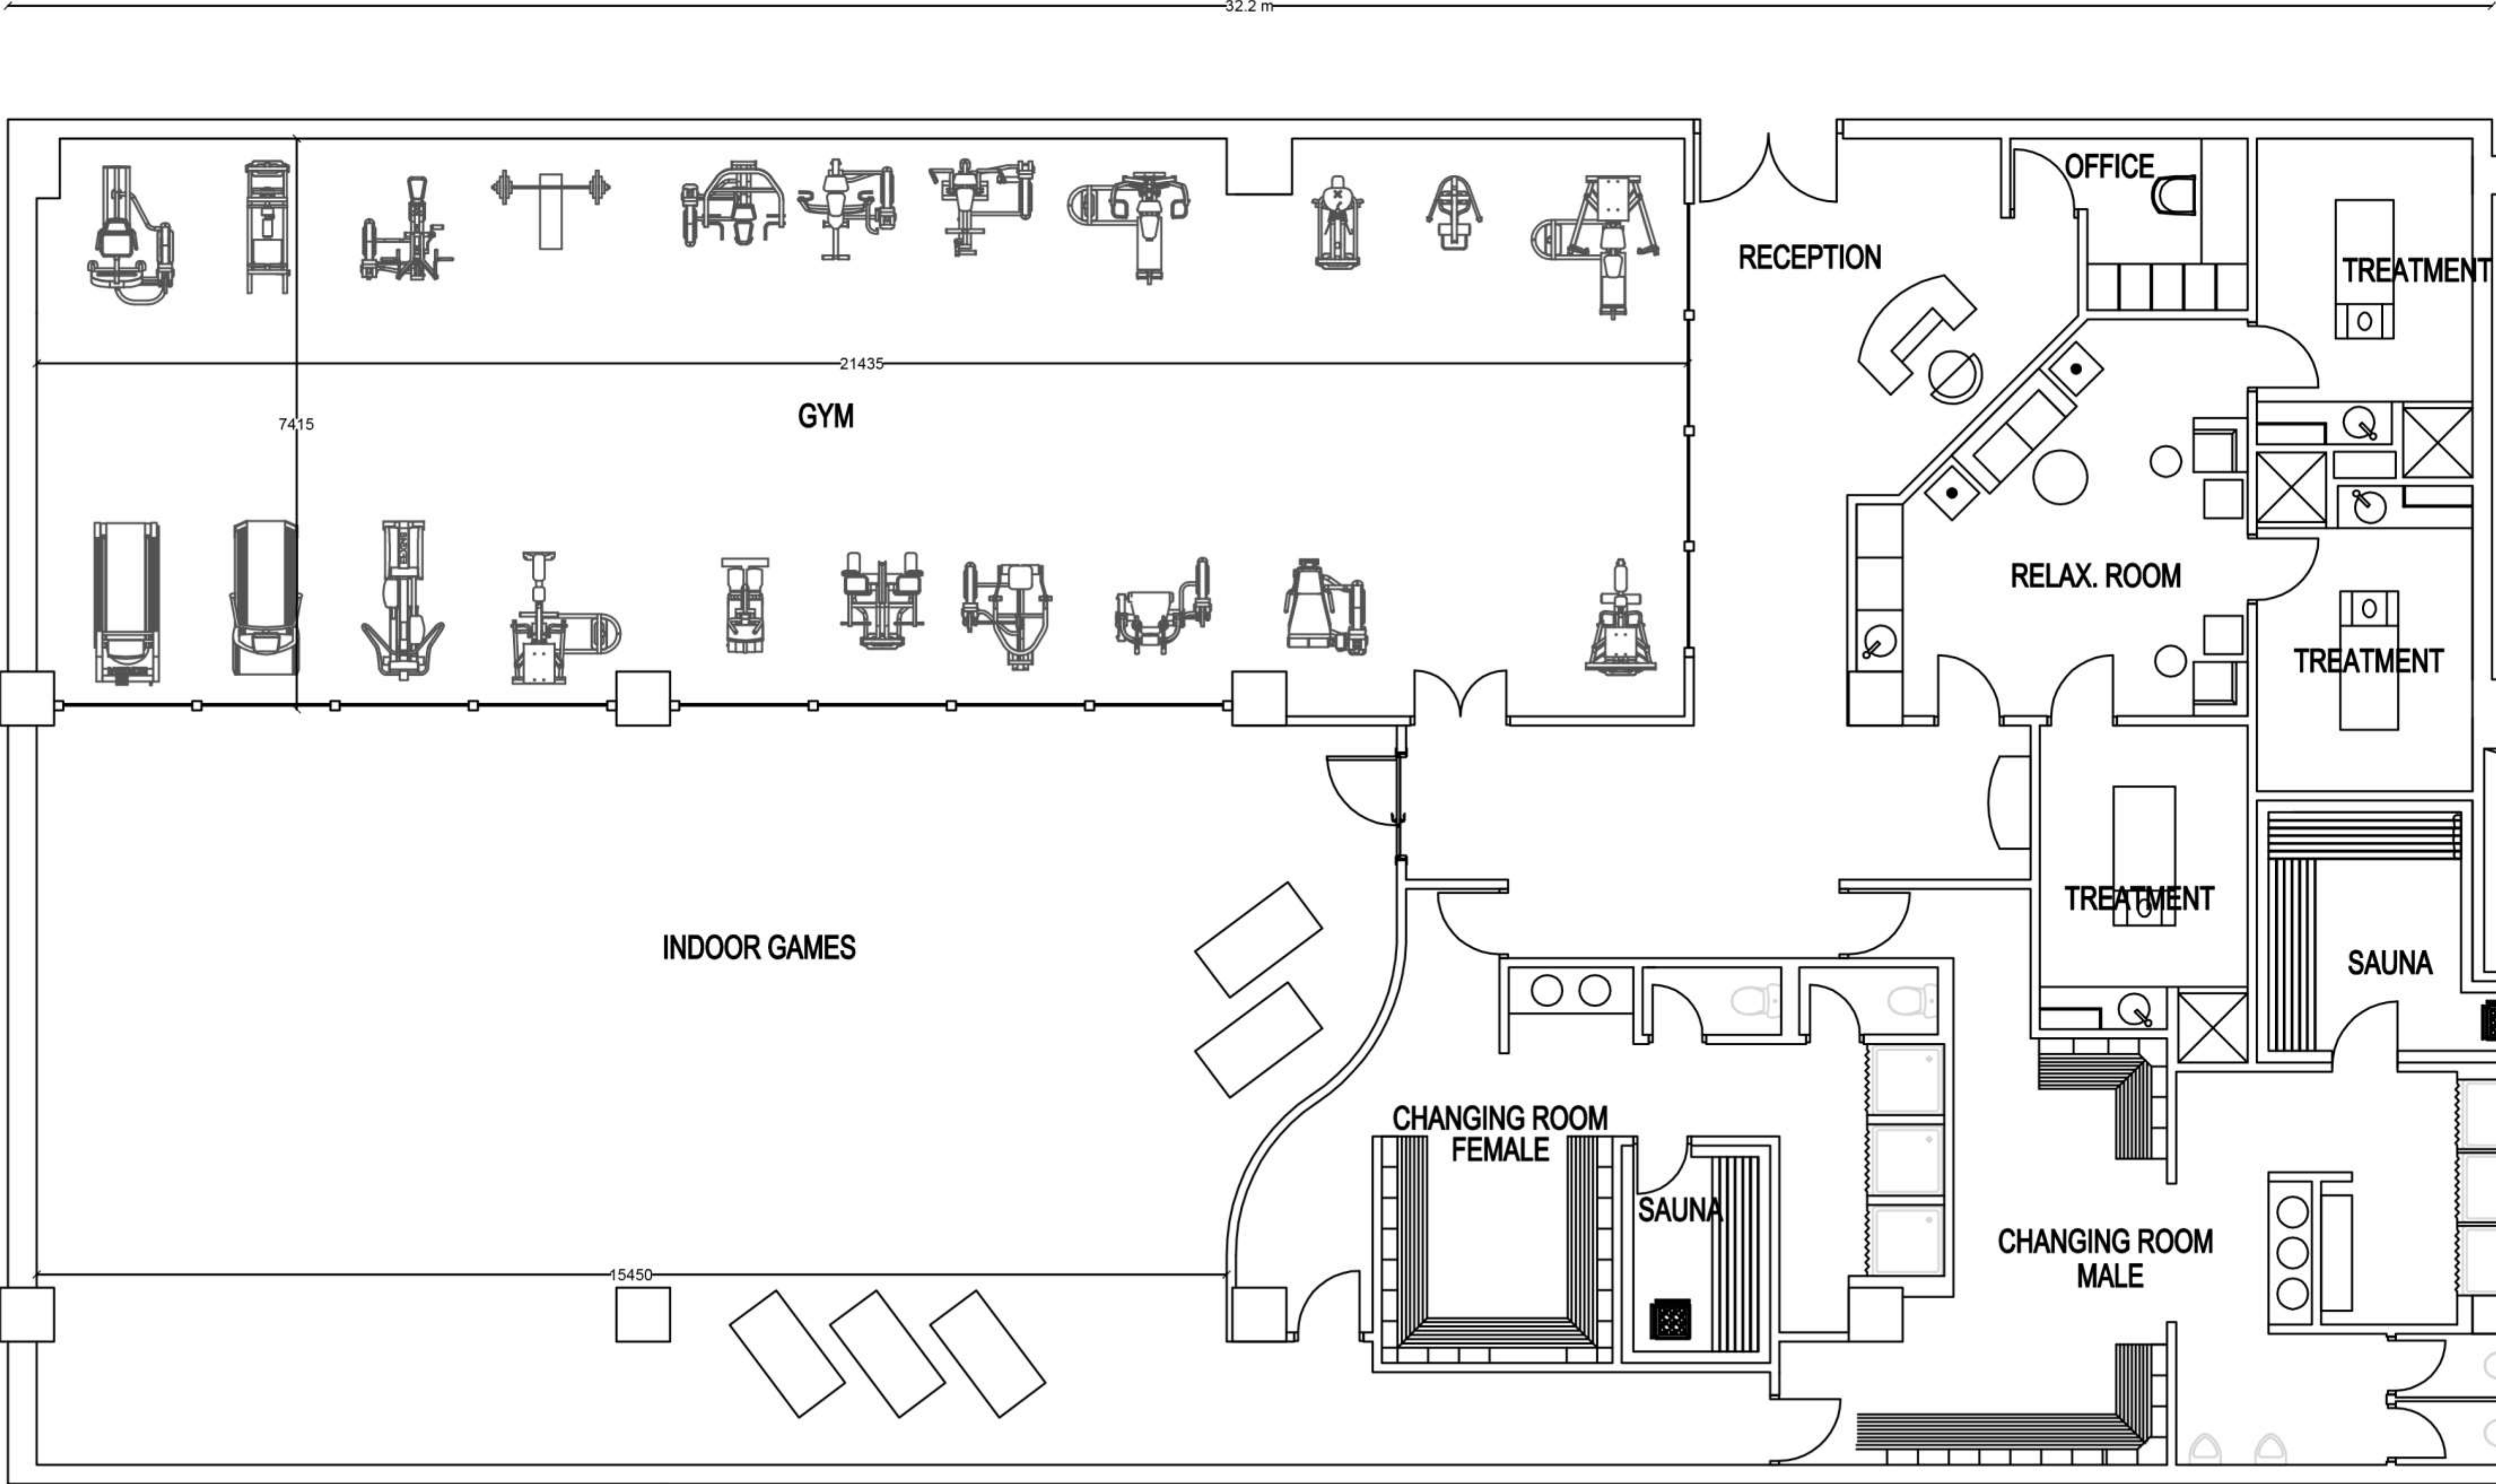 32.2 m
OFFICE
RECEPTION
TREATMENT
21435
GYM
7415
RELAX. ROOM
TREATMENT
TREATMENT
INDOOR GAMES
SAUNA
CHANGING ROOM
FEMALE
SAUNA
CHANGING ROOM
MALE
15450